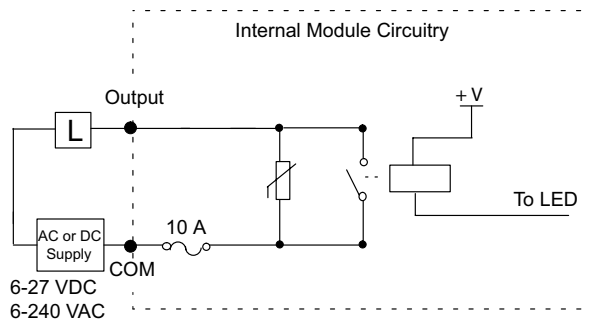 Internal Module Circuitry
Output
+V
L
To LED
10 A
AC or DC
Supply
COM
6-27 VDC
6-240 VAC